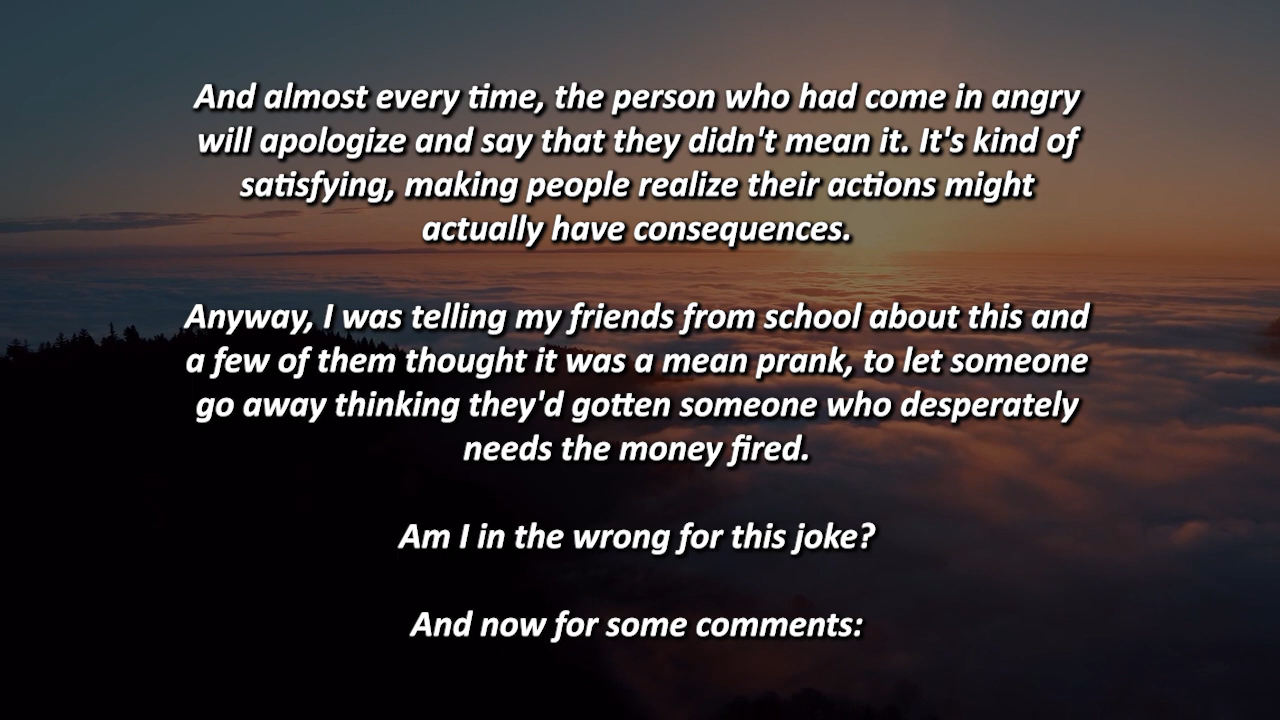 And almost every time, the person who had come in angry
will apologize and say that they didn't mean it. It's kind of
satisfying, making people realize their actions might
actually have consequences.
Anyway, I was telling my friends from school about this and
a few of them thought it was a mean prank, to let someone
go away thinking they'd gotten someone who desperately
needs the money fired.
Am I in the wrong for this joke?
And now for some comments: